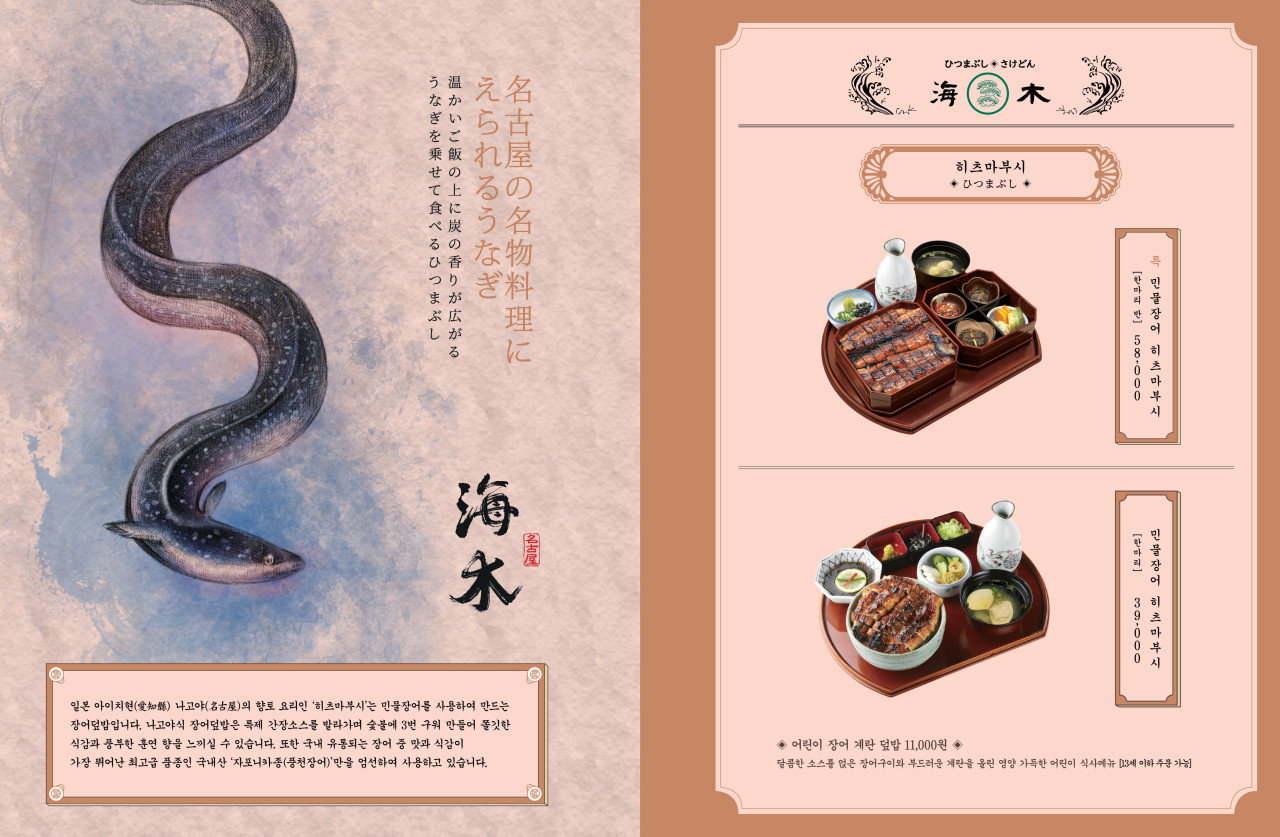 名古屋の名物料理に
えられるうなぎ
温かいご飯の上に炭の香りが広がる
うなぎを乗せて食べるひつまぶし
海木
名古屋
일본 아이치현(愛知縣) 나고야(名古屋)의 향토 요리인 ‘히츠마부시’는 민물장어를 사용하여 만드는
장어덮밥입니다. 나고야식 장어덮밥은 특제 간장소스를 발라가며 숯불에 3번 구워 만들어 쫄깃한
식감과 풍부한 훈연 향을 느끼실 수 있습니다. 또한 국내 유통되는 장어 중 맛과 식감이
가장 뛰어난 최고급 품종인 국내산 ‘자포니카종(풍천장어)’만을 엄선하여 사용하고 있습니다.
ひつまぶし◈さけどん
海 木
히츠마부시
◈ ひつまぶし ◈
특 민물장어 히츠마부시
[한마리 반] 58,000
민물장어 히츠마부시
[한마리] 39,000
◈ 어린이 장어 계란 덮밥 11,000원 ◈
달콤한 소스를 얹은 장어구이와 부드러운 계란을 올린 영양 가득한 어린이 식사메뉴 [13세 이하 주문 가능]